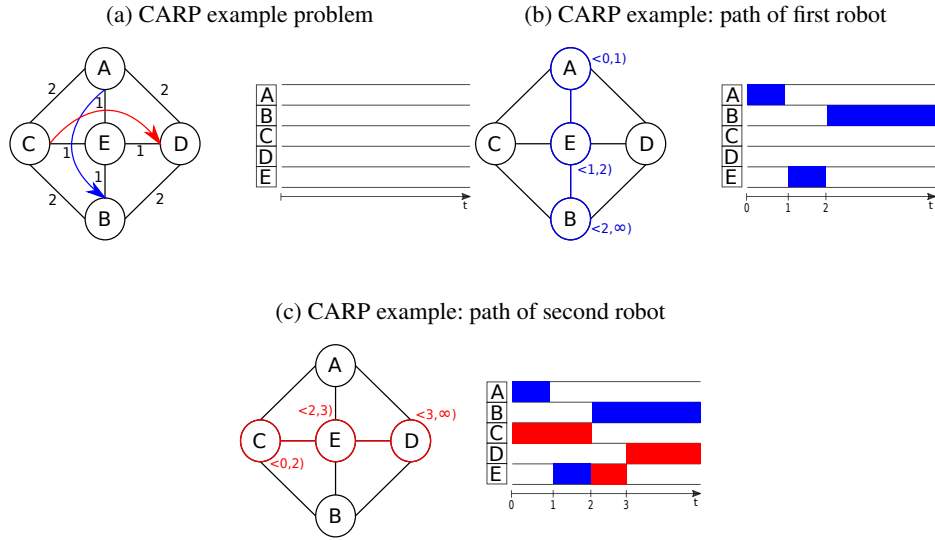 (a) CARP example problem
(b) CARP example: path of first robot
A
2
2
1
C
E
D
1
1
1
2
2
B
A
B
C
D
E
t
<0,1)
A
C
E
D
<1,2)
B
<2,∞)
A
B
C
D
E
0
1
2
t
(c) CARP example: path of second robot
A
<2,3)
<3,∞)
C
E
D
<0,2)
B
A
B
C
D
E
0
1
2
3
t